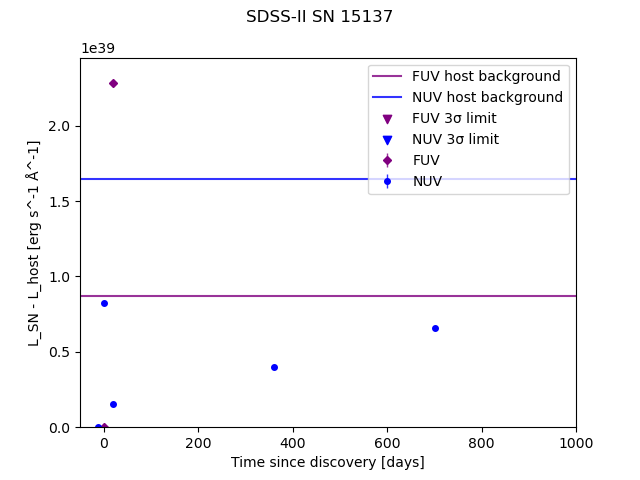 SDSS-II SN 15137
1e39
FUV host background
NUV host background
FUV 3σ limit
NUV 3σ limit
FUV
NUV
L_SN - L_host [erg s^-1 Å^-1]
2.0
1.5
1.0
0.5
0.0
0 200 400 600 800 1000
Time since discovery [days]